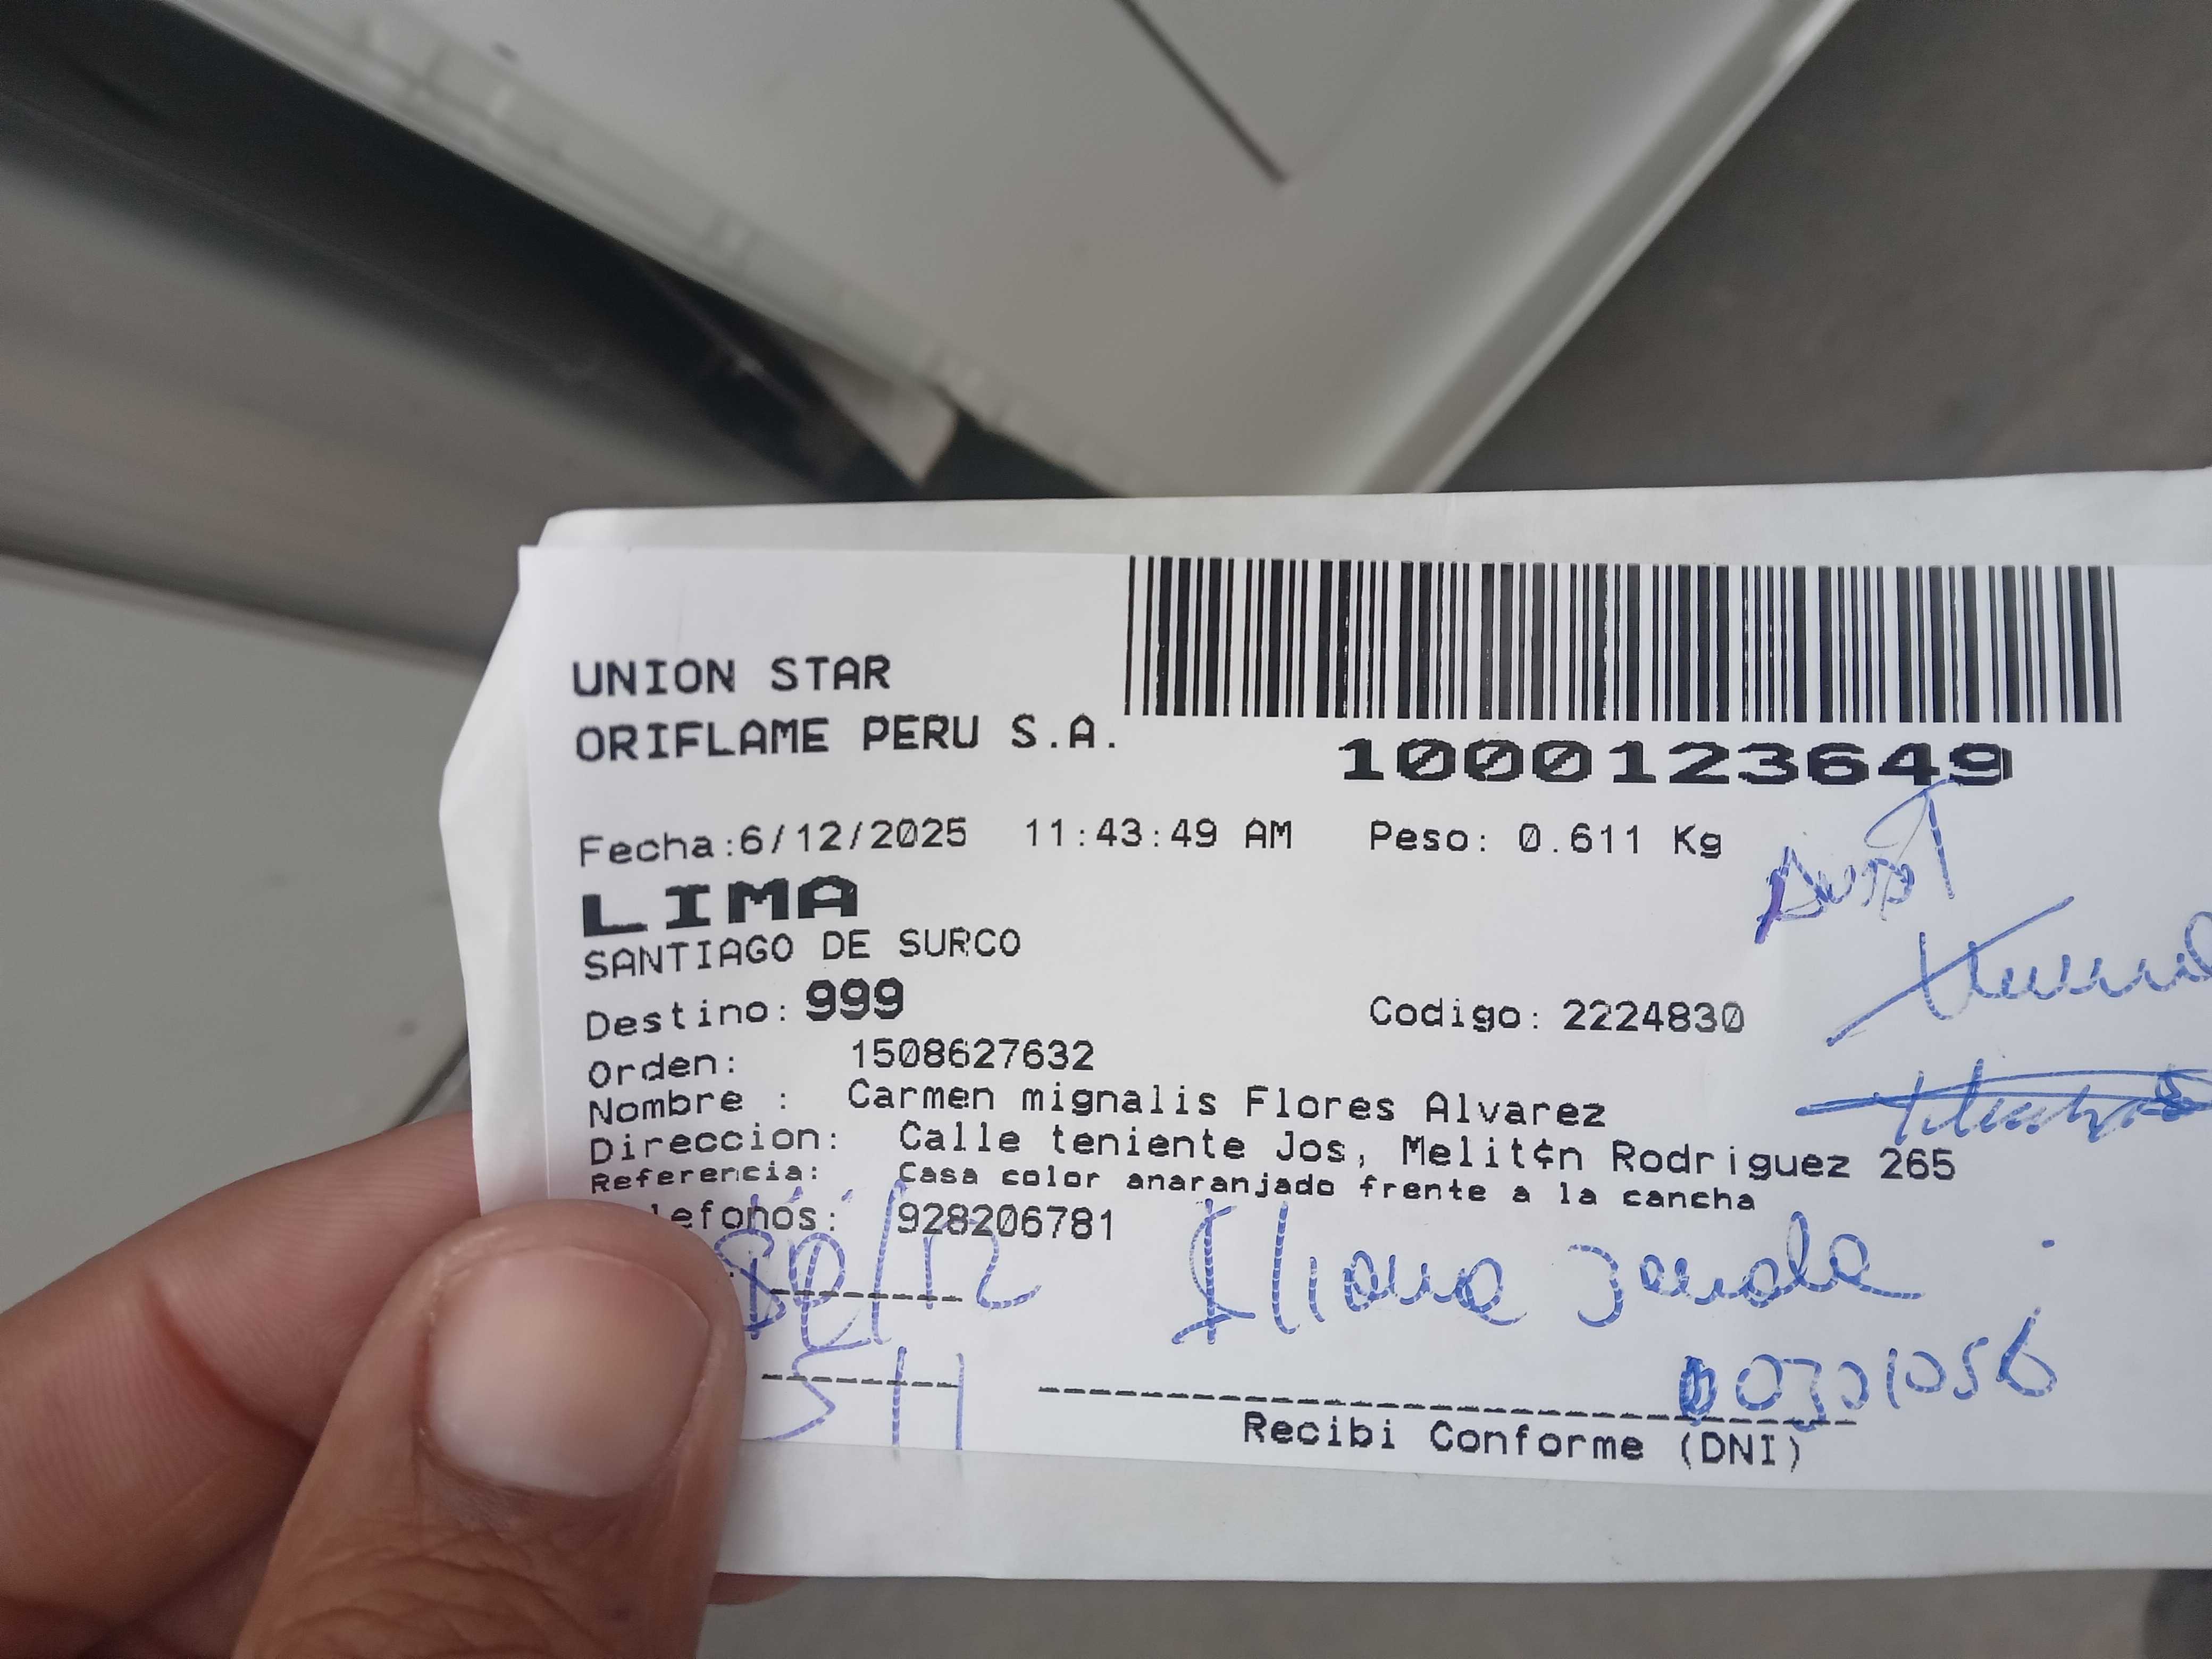 UNION STAR
ORIFLAME PERU S.A.
1000123649
Fecha:6/12/2025 11:43:49 AM Peso: 0.611 Kg
LIMA
SANTIAGO DE SURCO
Destino: 999 Codigo: 2224830
Orden: 1508627632
Nombre : Carmen mignalis Flores Alvarez
Direccion: Calle teniente Jos, Melit¢n Rodriguez 265
Referencia: Casa color anaranjado frente a la cancha
lefonos: 928206781
Recibi Conforme (DNI)